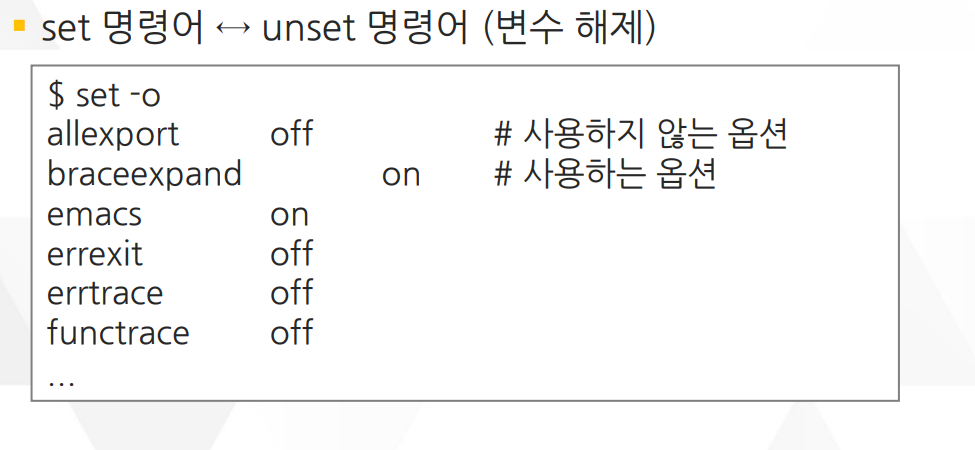 ▪ set 명령어 ↔ unset 명령어 (변수 해제)
$ set -o
allexport off # 사용하지 않는 옵션
braceexpand on # 사용하는 옵션
emacs on
errexit off
errtrace off
functrace off
...